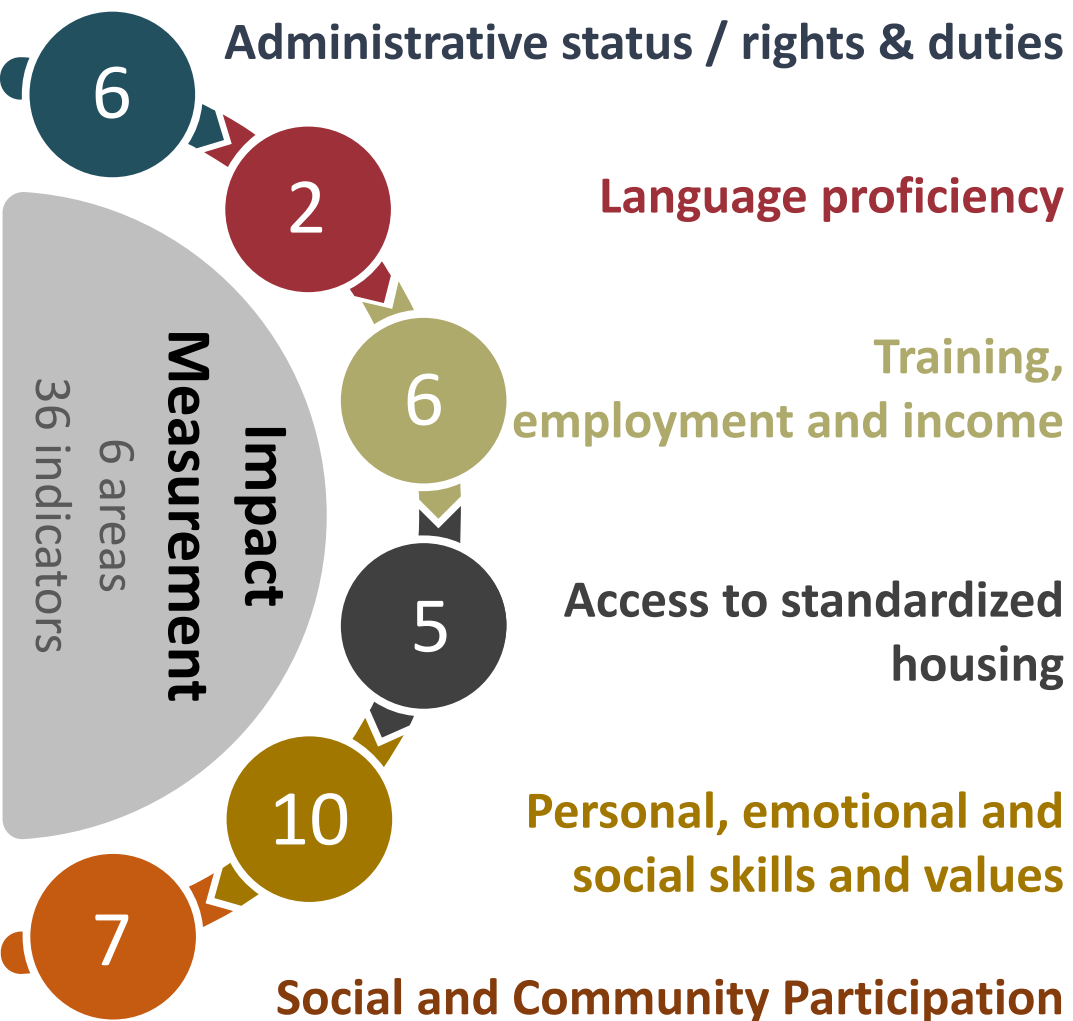 6
Administrative status / rights & duties
2
Language proficiency
6
Training,
employment and income
5
Access to standardized
housing
10
Personal, emotional and
social skills and values
7
Social and Community Participation
Impact
Measurement
6 areas
36 indicators